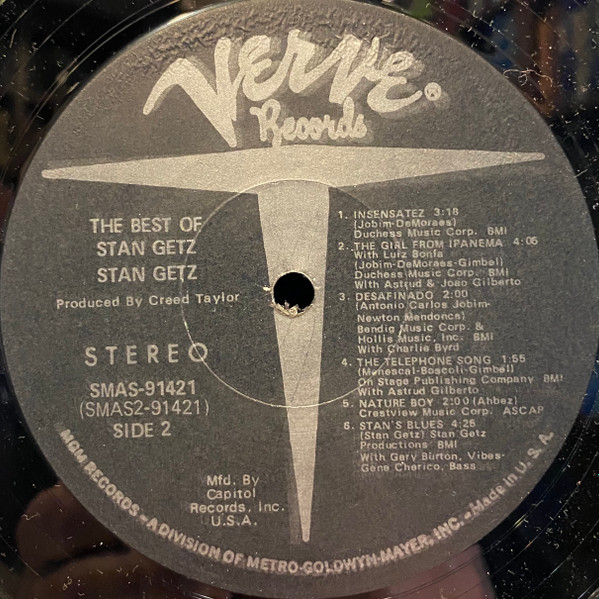 Verve®
Records
THE BEST OF
STAN GETZ
STAN GETZ
Produced By Creed Taylor
STEREO
SMAS-91421
(SMAS2-91421)
SIDE 2
Mfd. By
Capitol
Records, Inc.
U.S.A.
1. INSENSATEZ 3:18
(Jobim-DeMoraes)
Duchess Music Corp. BMI
2. THE GIRL FROM IPANEMA 4:05
With Luiz Bonfa
(Jobim-DeMoraes-Gimbel)
Duchess Music Corp. BMI
With Astrud & Joao Gilberto
3. DESAFINADO 2:00
(Antonio Carlos Jobim-
Newton Mendonca)
Bendig Music Corp. &
Hollis Music, Inc. BMI
With Charlie Byrd
4. THE TELEPHONE SONG 1:55
(Menescal-Boscoli-Gimbel)
On Stage Publishing Company BMI
With Astrud Gilberto
5. NATURE BOY 2:00 (Ahbez)
Crestview Music Corp. ASCAP
6. STAN'S BLUES 4:26
(Stan Getz) Stan Getz
Productions BMI
With Gary Burton, Vibes-
Gene Cherico, Bass
MGM RECORDS - A DIVISION OF METRO-GOLDWYN-MAYER, INC. - Made In U. S. A.